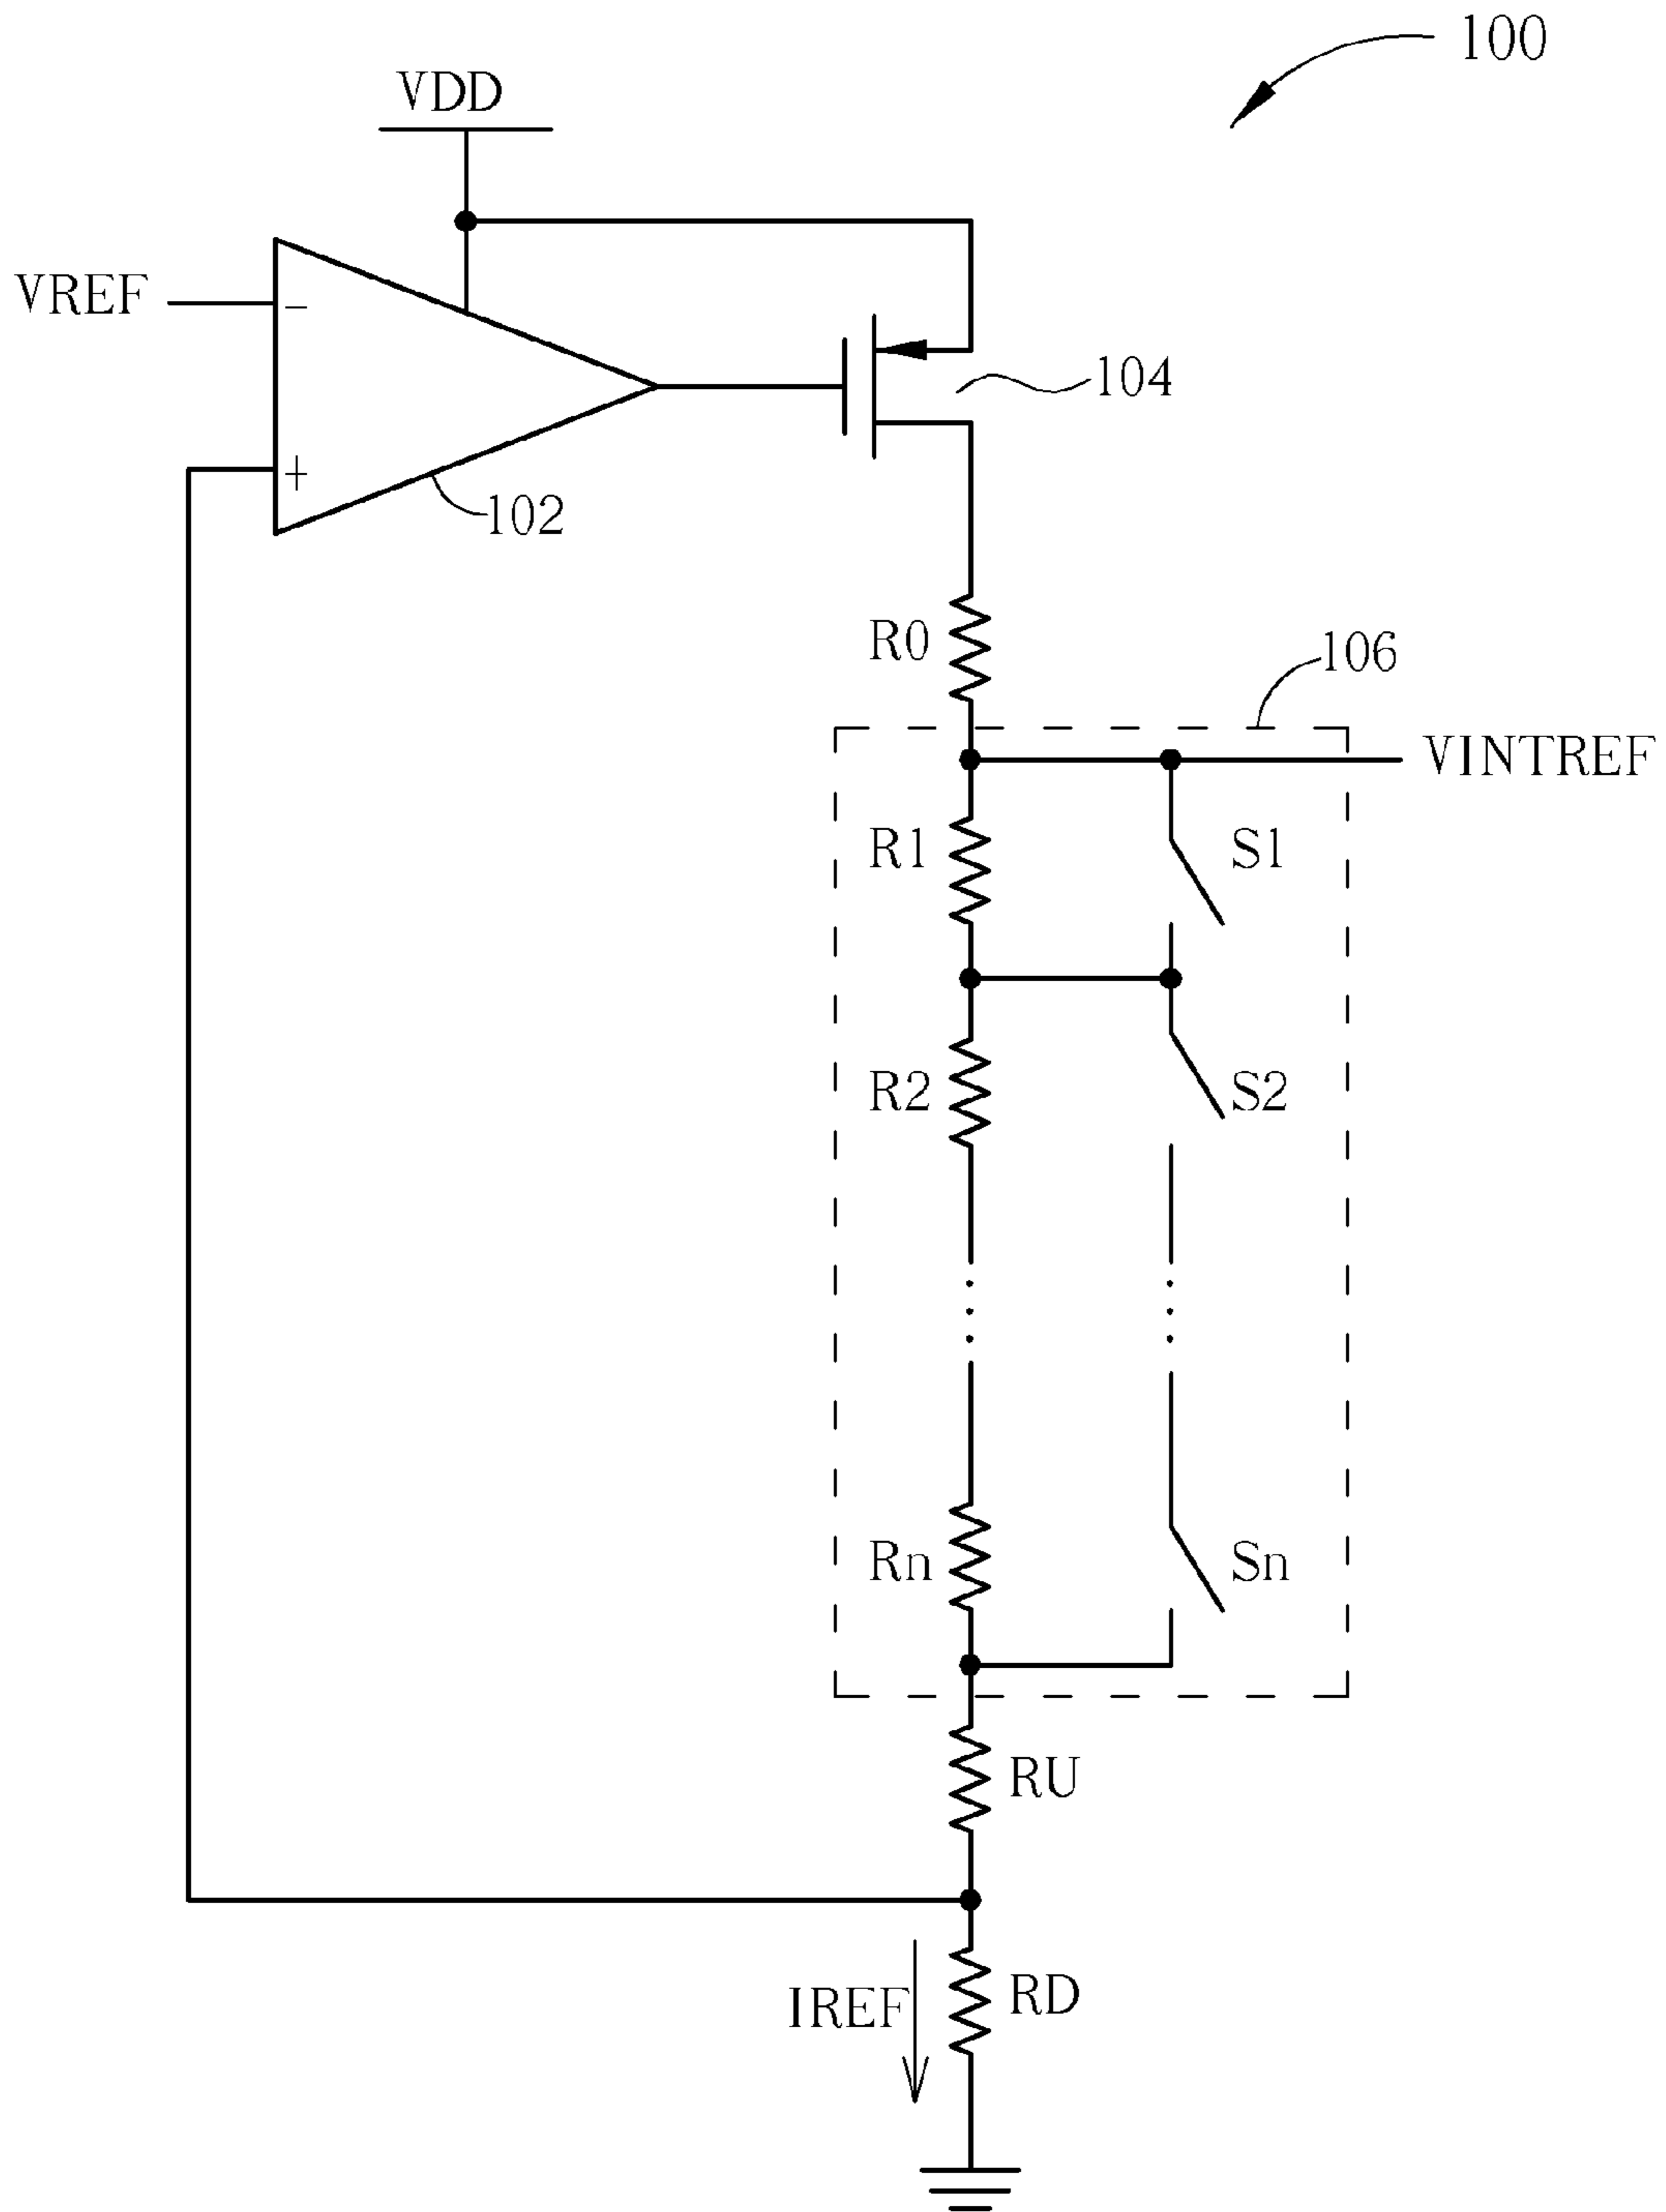 100
VDD
VREF
-
+
104
102
R0
106
VINTREF
R1
S1
R2
S2
Rn
Sn
RU
IREF
RD